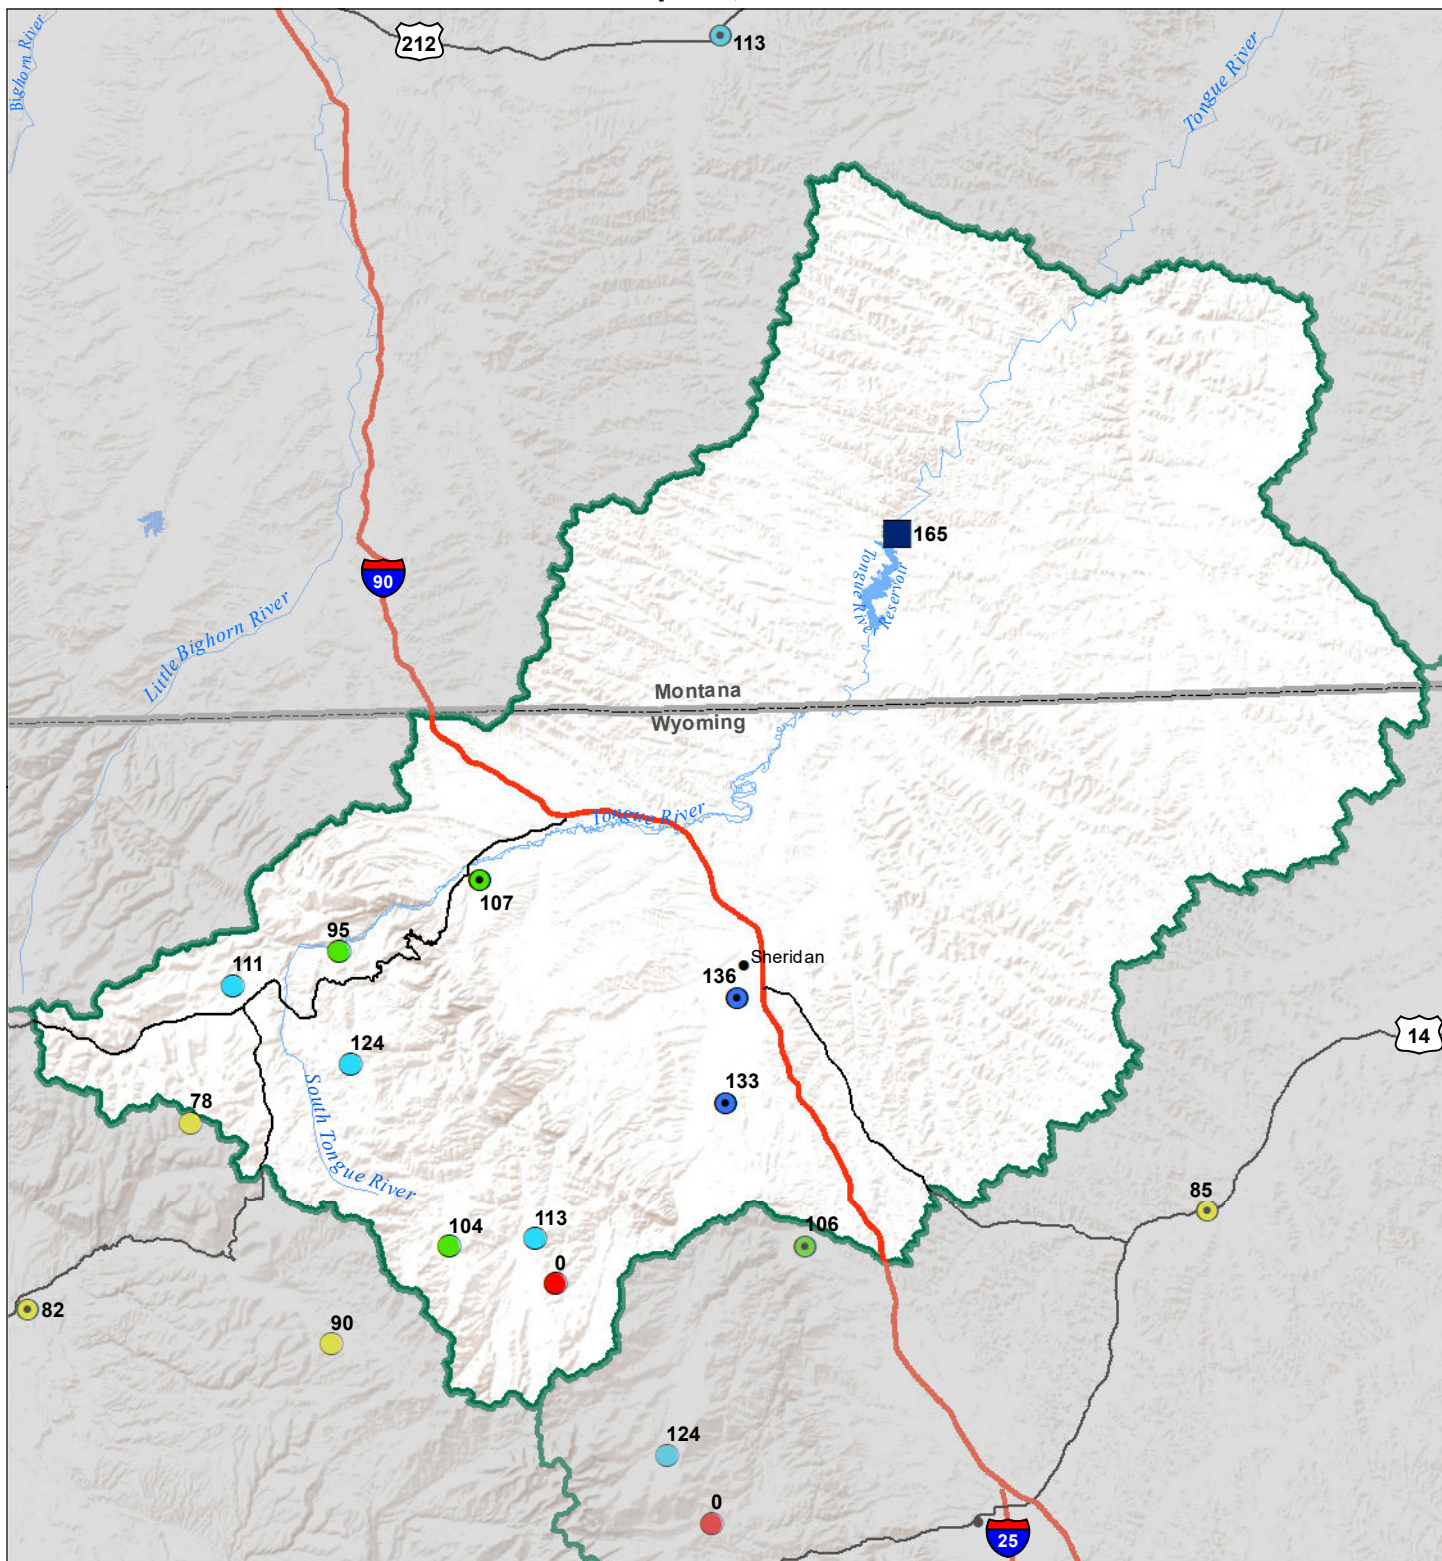 212
113
Bighorn River
Tongue River
165
Tongue River
Reservoir
90
Little Bighorn River
Montana
Wyoming
Tongue River
107
95
111
Sheridan
136
124
14
133
78
South Tongue River
85
104
113
106
0
82
90
124
0
25